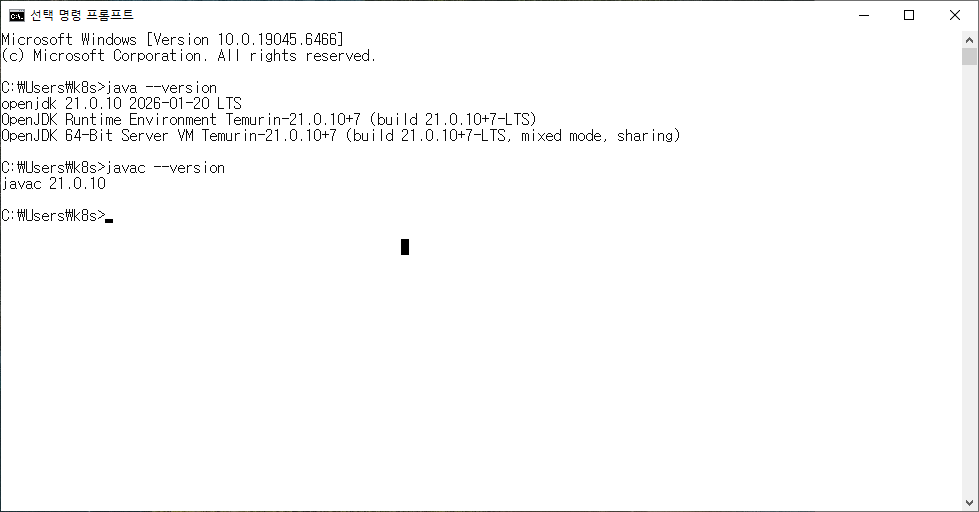 선택 명령 프롬프트
Microsoft Windows [Version 10.0.19045.6466]
(c) Microsoft Corporation. All rights reserved.
C:₩Users₩k8s>java --version
openjdk 21.0.10 2026-01-20 LTS
OpenJDK Runtime Environment Temurin-21.0.10+7 (build 21.0.10+7-LTS)
OpenJDK 64-Bit Server VM Temurin-21.0.10+7 (build 21.0.10+7-LTS, mixed mode, sharing)
C:₩Users₩k8s>javac --version
javac 21.0.10
C:₩Users₩k8s>